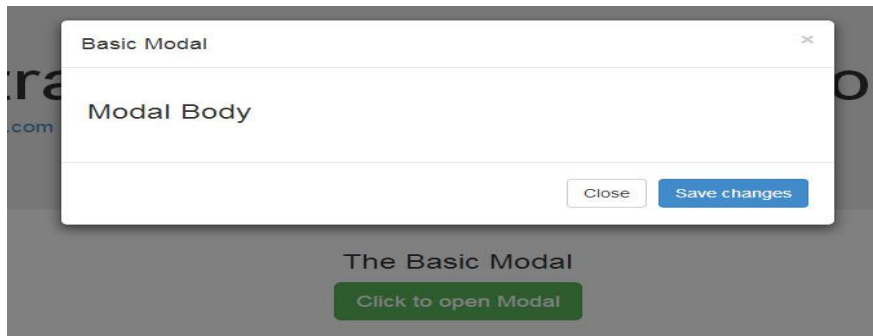 Basic Modal ×
Modal Body
.com
Close Save changes
The Basic Modal
Click to open Modal